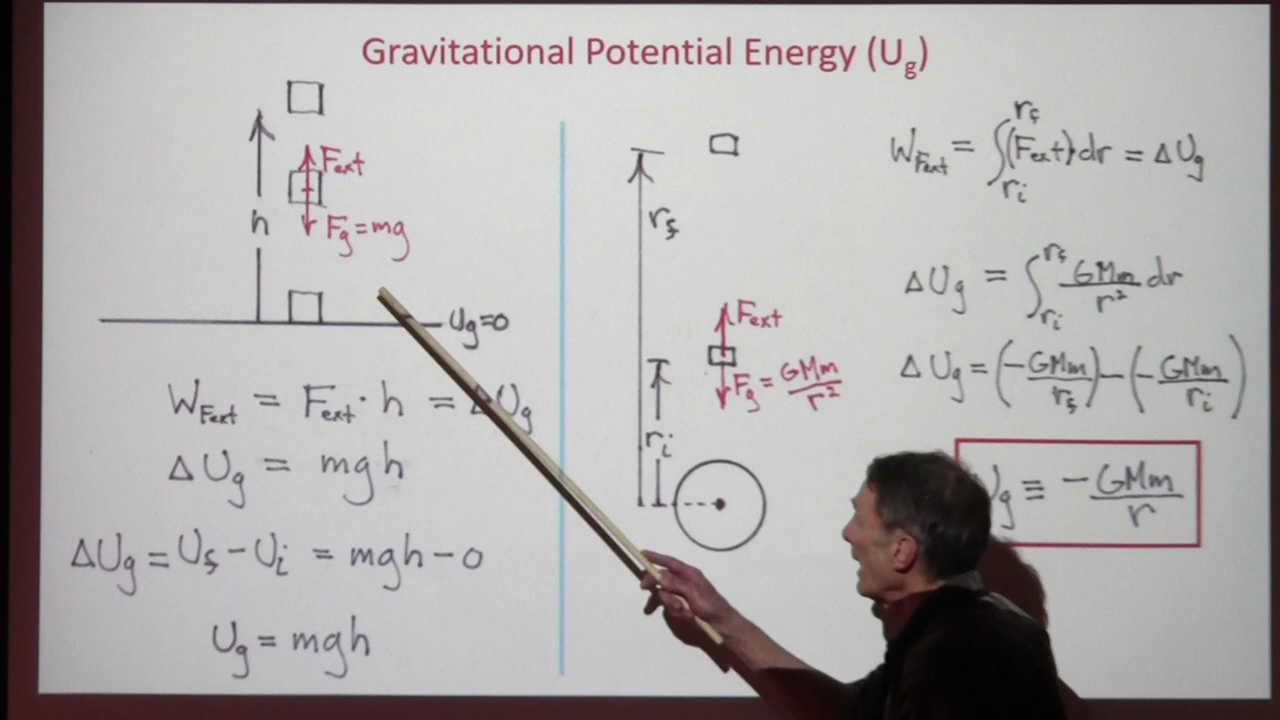 Gravitational Potential Energy (Ug)
Fext
h
Fg = mg
Ug=0
WFext = Fext · h = ΔUg
ΔUg = mgh
ΔUg = Uf − Ui = mgh − 0
Ug = mgh
rf
Fext
Fg = GMm/r²
ri
WFext = ∫ri^rf (Fext) dr = ΔUg
ΔUg = ∫ri^rf GMm/r² dr
ΔUg = (−GMm/rf) − (−GMm/ri)
Ug ≡ −GMm/r